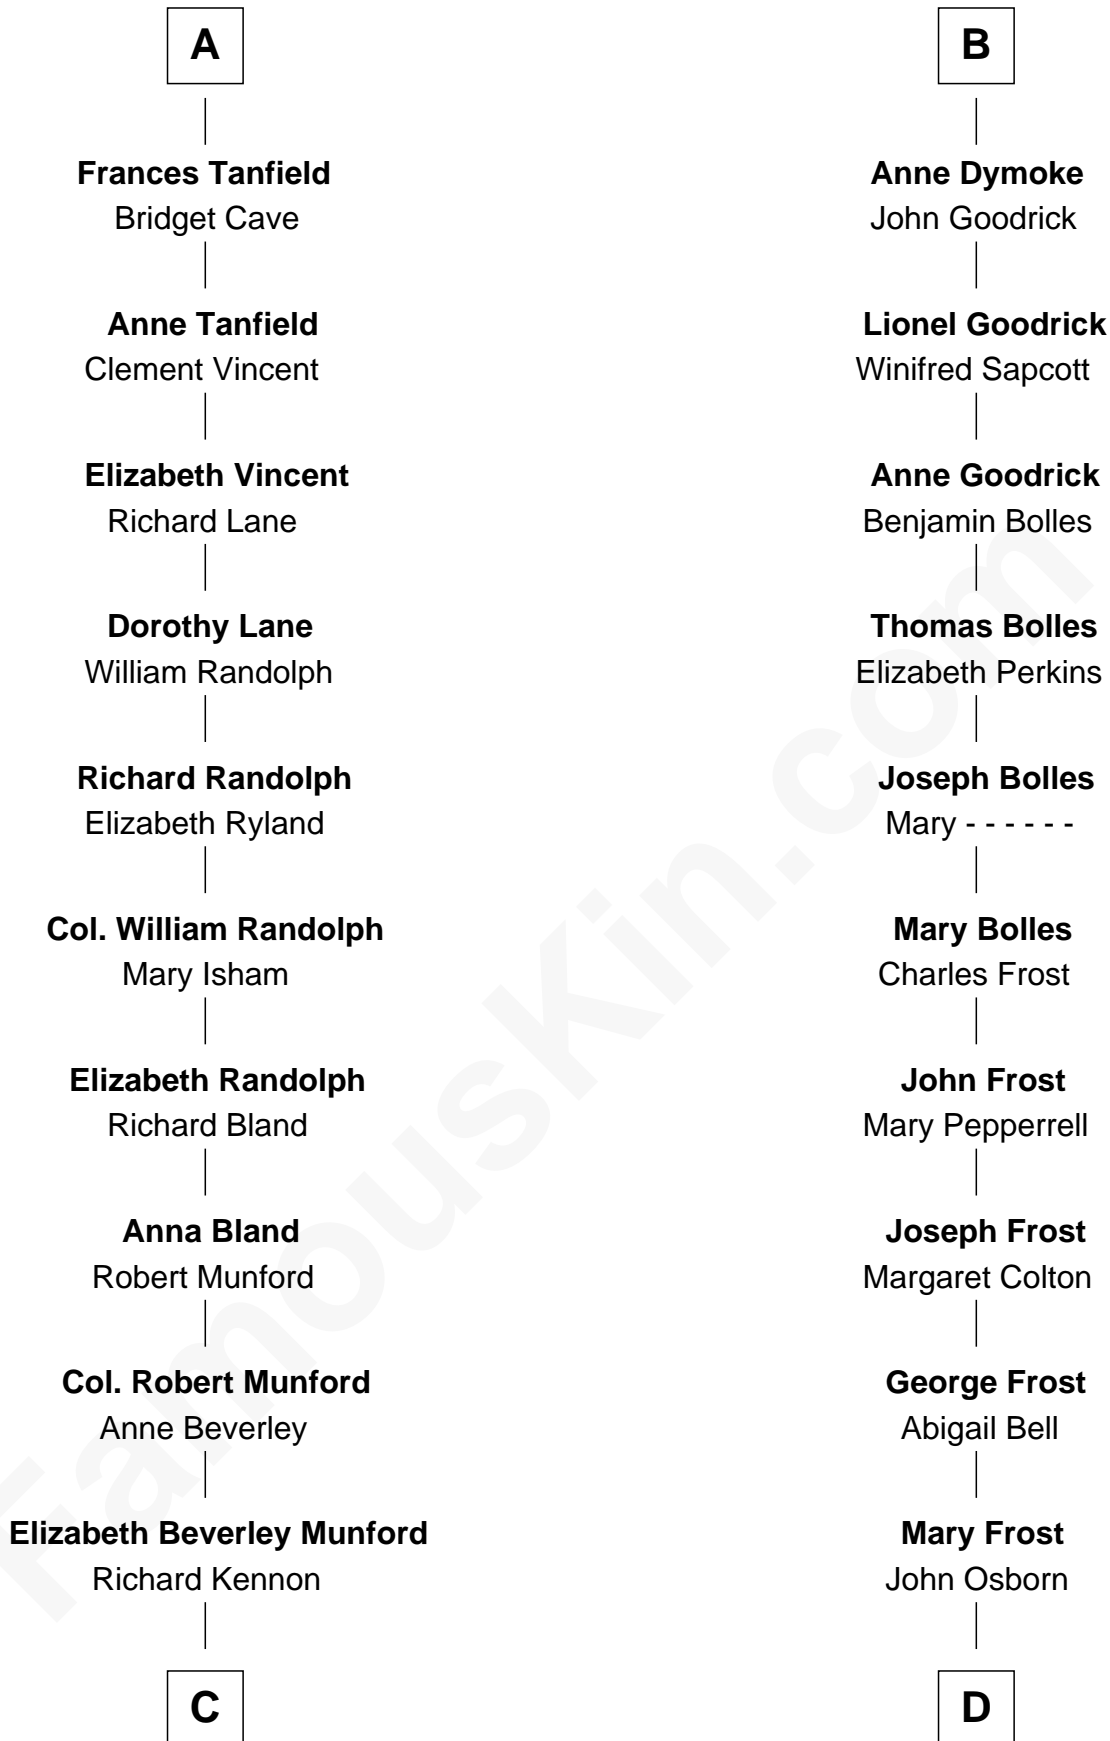 A
Frances Tanfield
Bridget Cave
Anne Tanfield
Clement Vincent
Elizabeth Vincent
Richard Lane
Dorothy Lane
William Randolph
Richard Randolph
Elizabeth Ryland
Col. William Randolph
Mary Isham
Elizabeth Randolph
Richard Bland
Anna Bland
Robert Munford
Col. Robert Munford
Anne Beverley
Elizabeth Beverley Munford
Richard Kennon
C
B
Anne Dymoke
John Goodrick
Lionel Goodrick
Winifred Sapcott
Anne Goodrick
Benjamin Bolles
Thomas Bolles
Elizabeth Perkins
Joseph Bolles
Mary - - - - - -
Mary Bolles
Charles Frost
John Frost
Mary Pepperrell
Joseph Frost
Margaret Colton
George Frost
Abigail Bell
Mary Frost
John Osborn
D
FamousKin.com